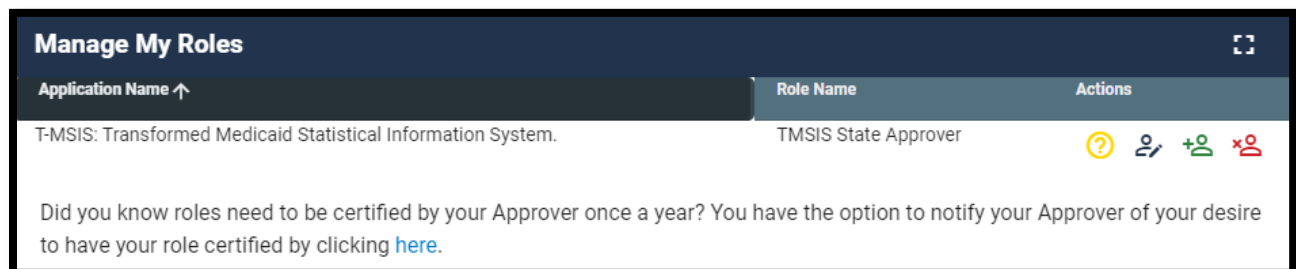 Manage My Roles
Application Name ↑ Role Name Actions
T-MSIS: Transformed Medicaid Statistical Information System. TMSIS State Approver
Did you know roles need to be certified by your Approver once a year? You have the option to notify your Approver of your desire
to have your role certified by clicking here.